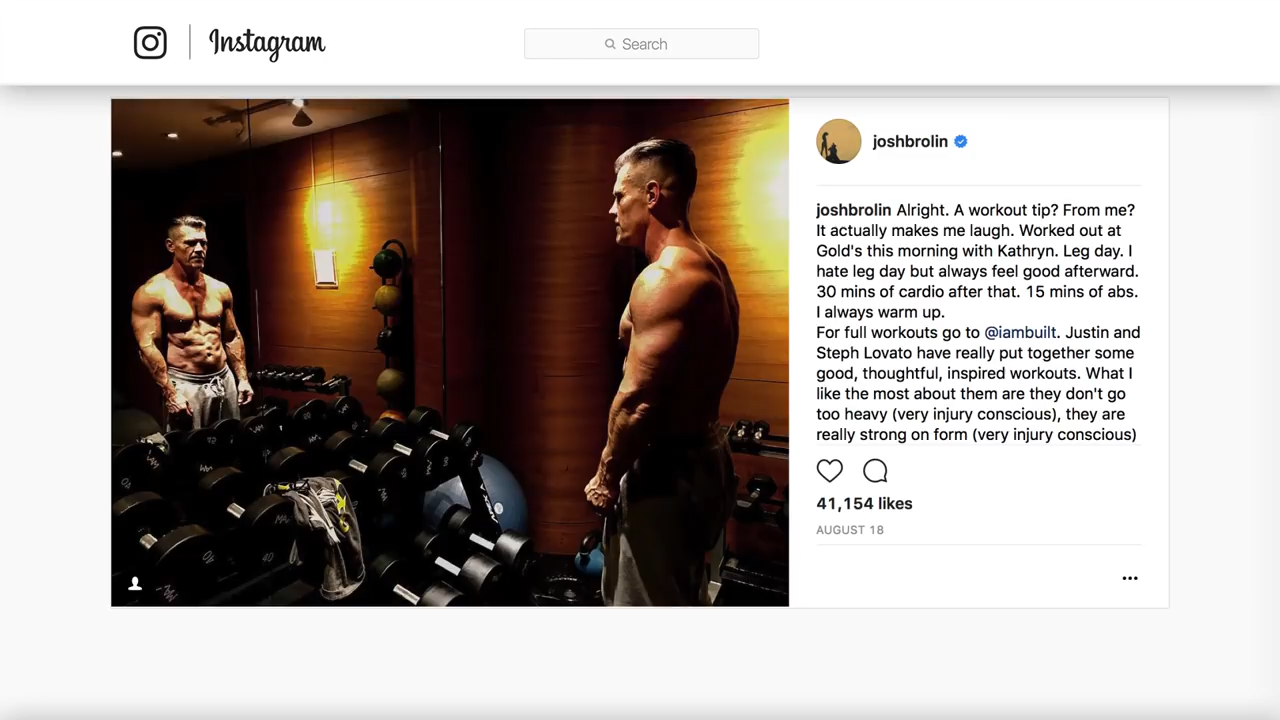 Instagram
Search
joshbrolin
joshbrolin Alright. A workout tip? From me?
It actually makes me laugh. Worked out at
Gold's this morning with Kathryn. Leg day. I
hate leg day but always feel good afterward.
30 mins of cardio after that. 15 mins of abs.
I always warm up.
For full workouts go to @iambuilt. Justin and
Steph Lovato have really put together some
good, thoughtful, inspired workouts. What I
like the most about them are they don't go
too heavy (very injury conscious), they are
really strong on form (very injury conscious)
41,154 likes
AUGUST 18
40